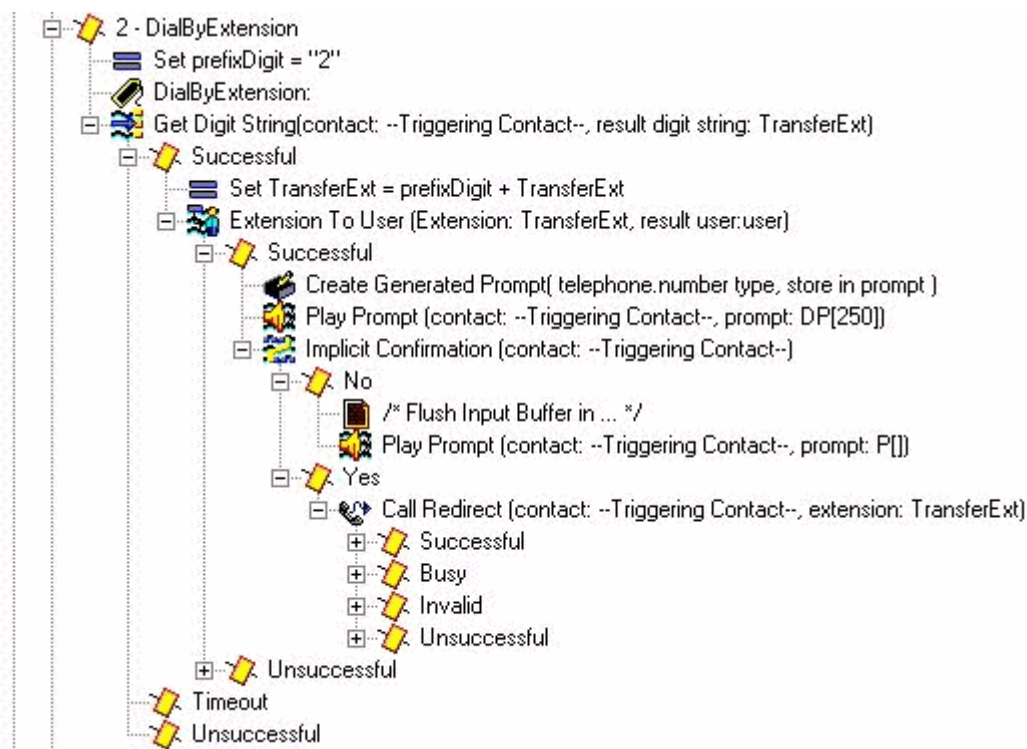 2 - DialByExtension
Set prefixDigit = "2"
DialByExtension:
Get Digit String(contact: --Triggering Contact--, result digit string: TransferExt)
Successful
Set TransferExt = prefixDigit + TransferExt
Extension To User (Extension: TransferExt, result user:user)
Successful
Create Generated Prompt( telephone.number type, store in prompt )
Play Prompt (contact: --Triggering Contact--, prompt: DP[250])
Implicit Confirmation (contact: --Triggering Contact--)
No
/* Flush Input Buffer in ... */
Play Prompt (contact: --Triggering Contact--, prompt: P[])
Yes
Call Redirect (contact: --Triggering Contact--, extension: TransferExt)
Successful
Busy
Invalid
Unsuccessful
Unsuccessful
Timeout
Unsuccessful